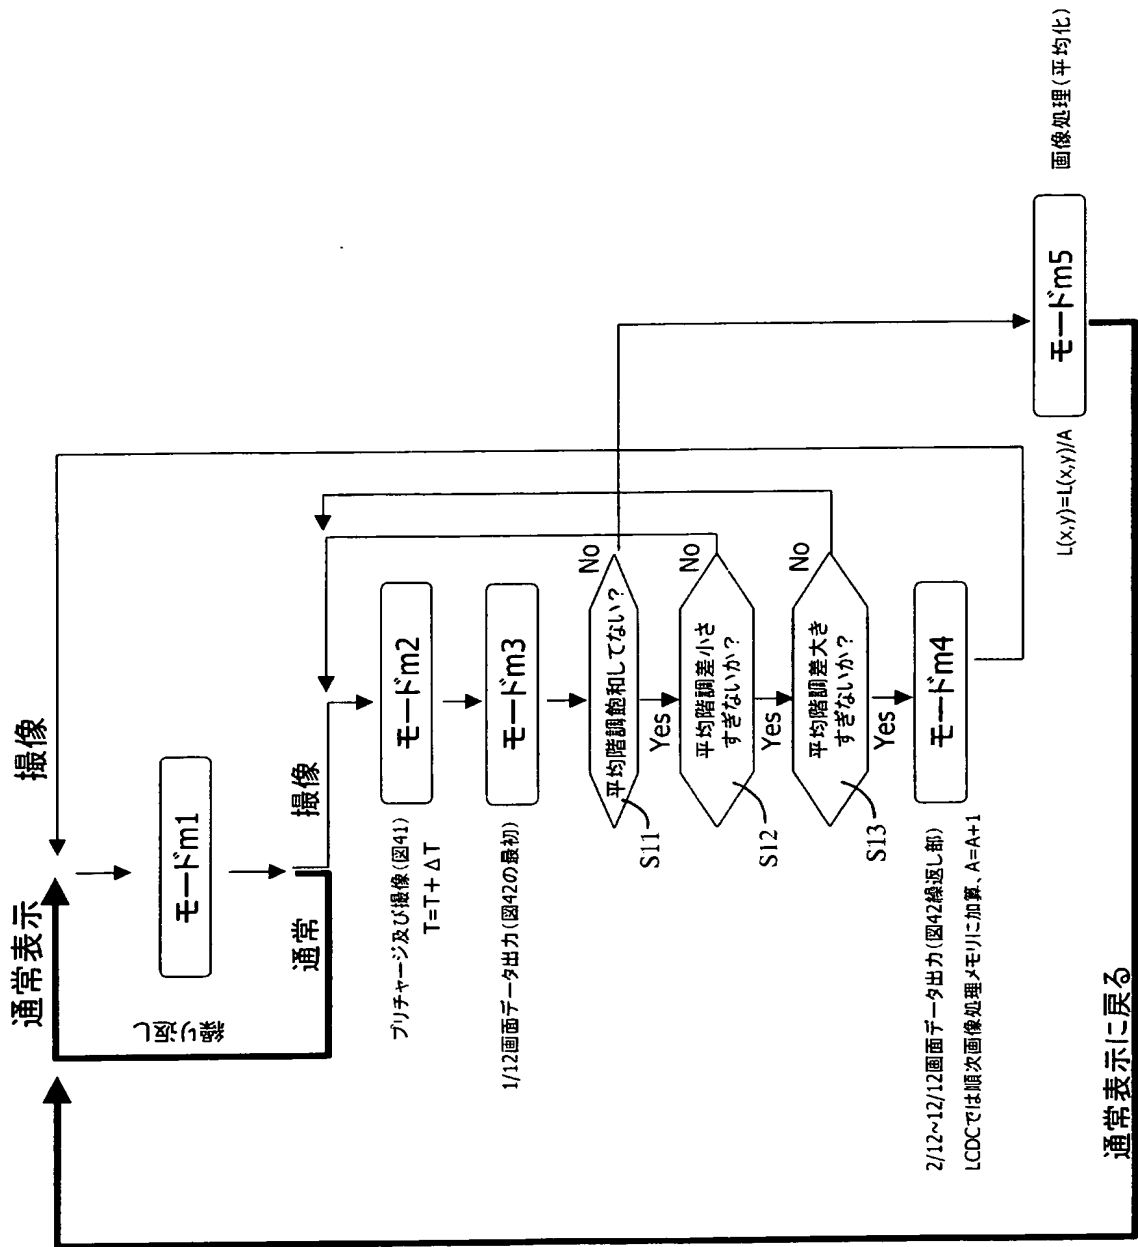 通常表示
撮像
モードm1
繰り返し
通常
撮像
モードm2
プリチャージ及び撮像(図41)
T=T+ΔT
モードm3
1/12画面データ出力(図42の最初)
平均階調飽和してない?
S11
No
Yes
平均階調差小さ
すぎないか?
S12
No
Yes
平均階調差大き
すぎないか?
S13
No
Yes
モードm4
2/12~12/12画面データ出力(図42繰返し部)
LCDCでは順次画像処理メモリに加算、A=A+1
モードm5
画像処理(平均化)
L(x,y)=L(x,y)/A
通常表示に戻る